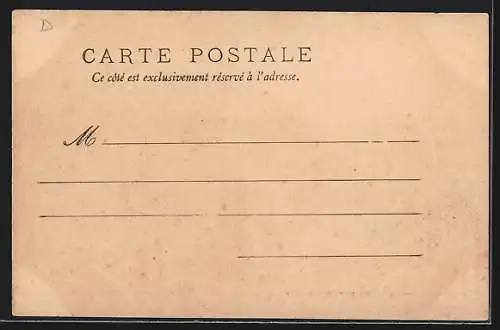 D
CARTE POSTALE
Ce côté est exclusivement réservé à l'adresse.
M